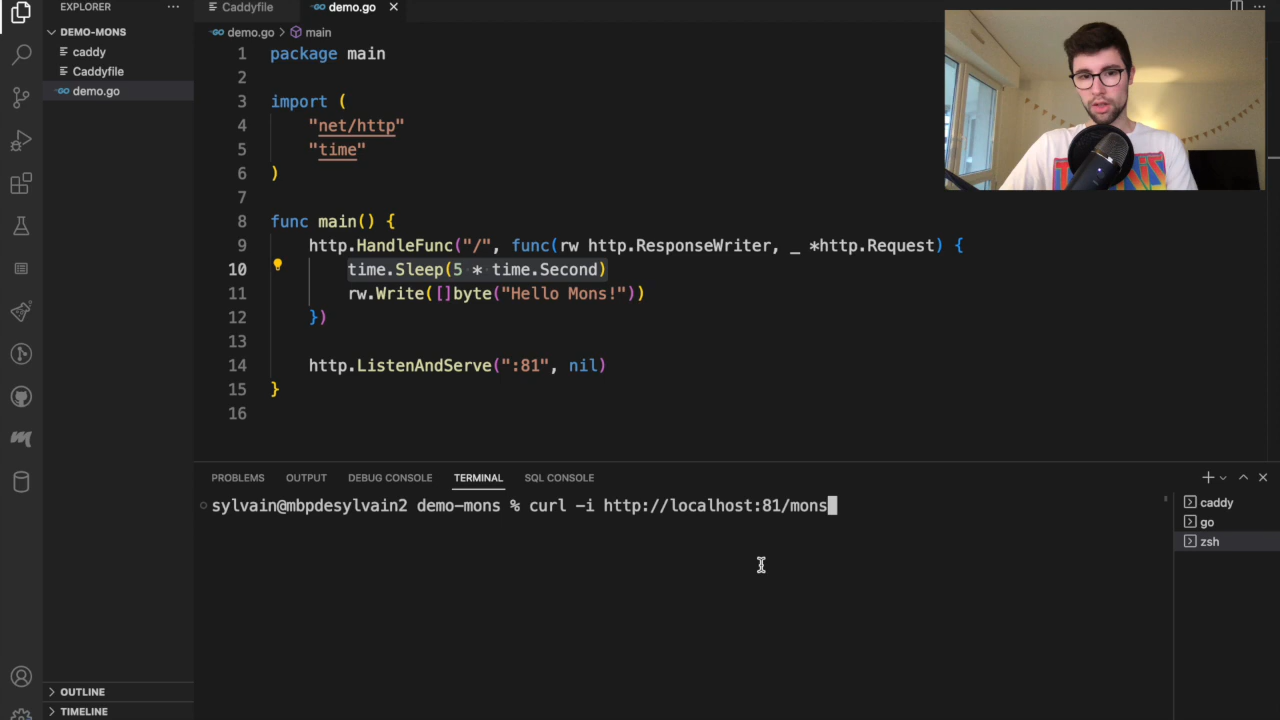 EXPLORER
Caddyfile
demo.go
DEMO-MONS
caddy
Caddyfile
demo.go
demo.go > main
1 package main
2
3 import (
4 "net/http"
5 "time"
6 )
7
8 func main() {
9 http.HandleFunc("/", func(rw http.ResponseWriter, _ *http.Request) {
10 time.Sleep(5 * time.Second)
11 rw.Write([]byte("Hello Mons!"))
12 })
13
14 http.ListenAndServe(":81", nil)
15 }
16
PROBLEMS OUTPUT DEBUG CONSOLE TERMINAL SQL CONSOLE
sylvain@mbpdesylvain2 demo-mons % curl -i http://localhost:81/mons
caddy
go
zsh
OUTLINE
TIMELINE